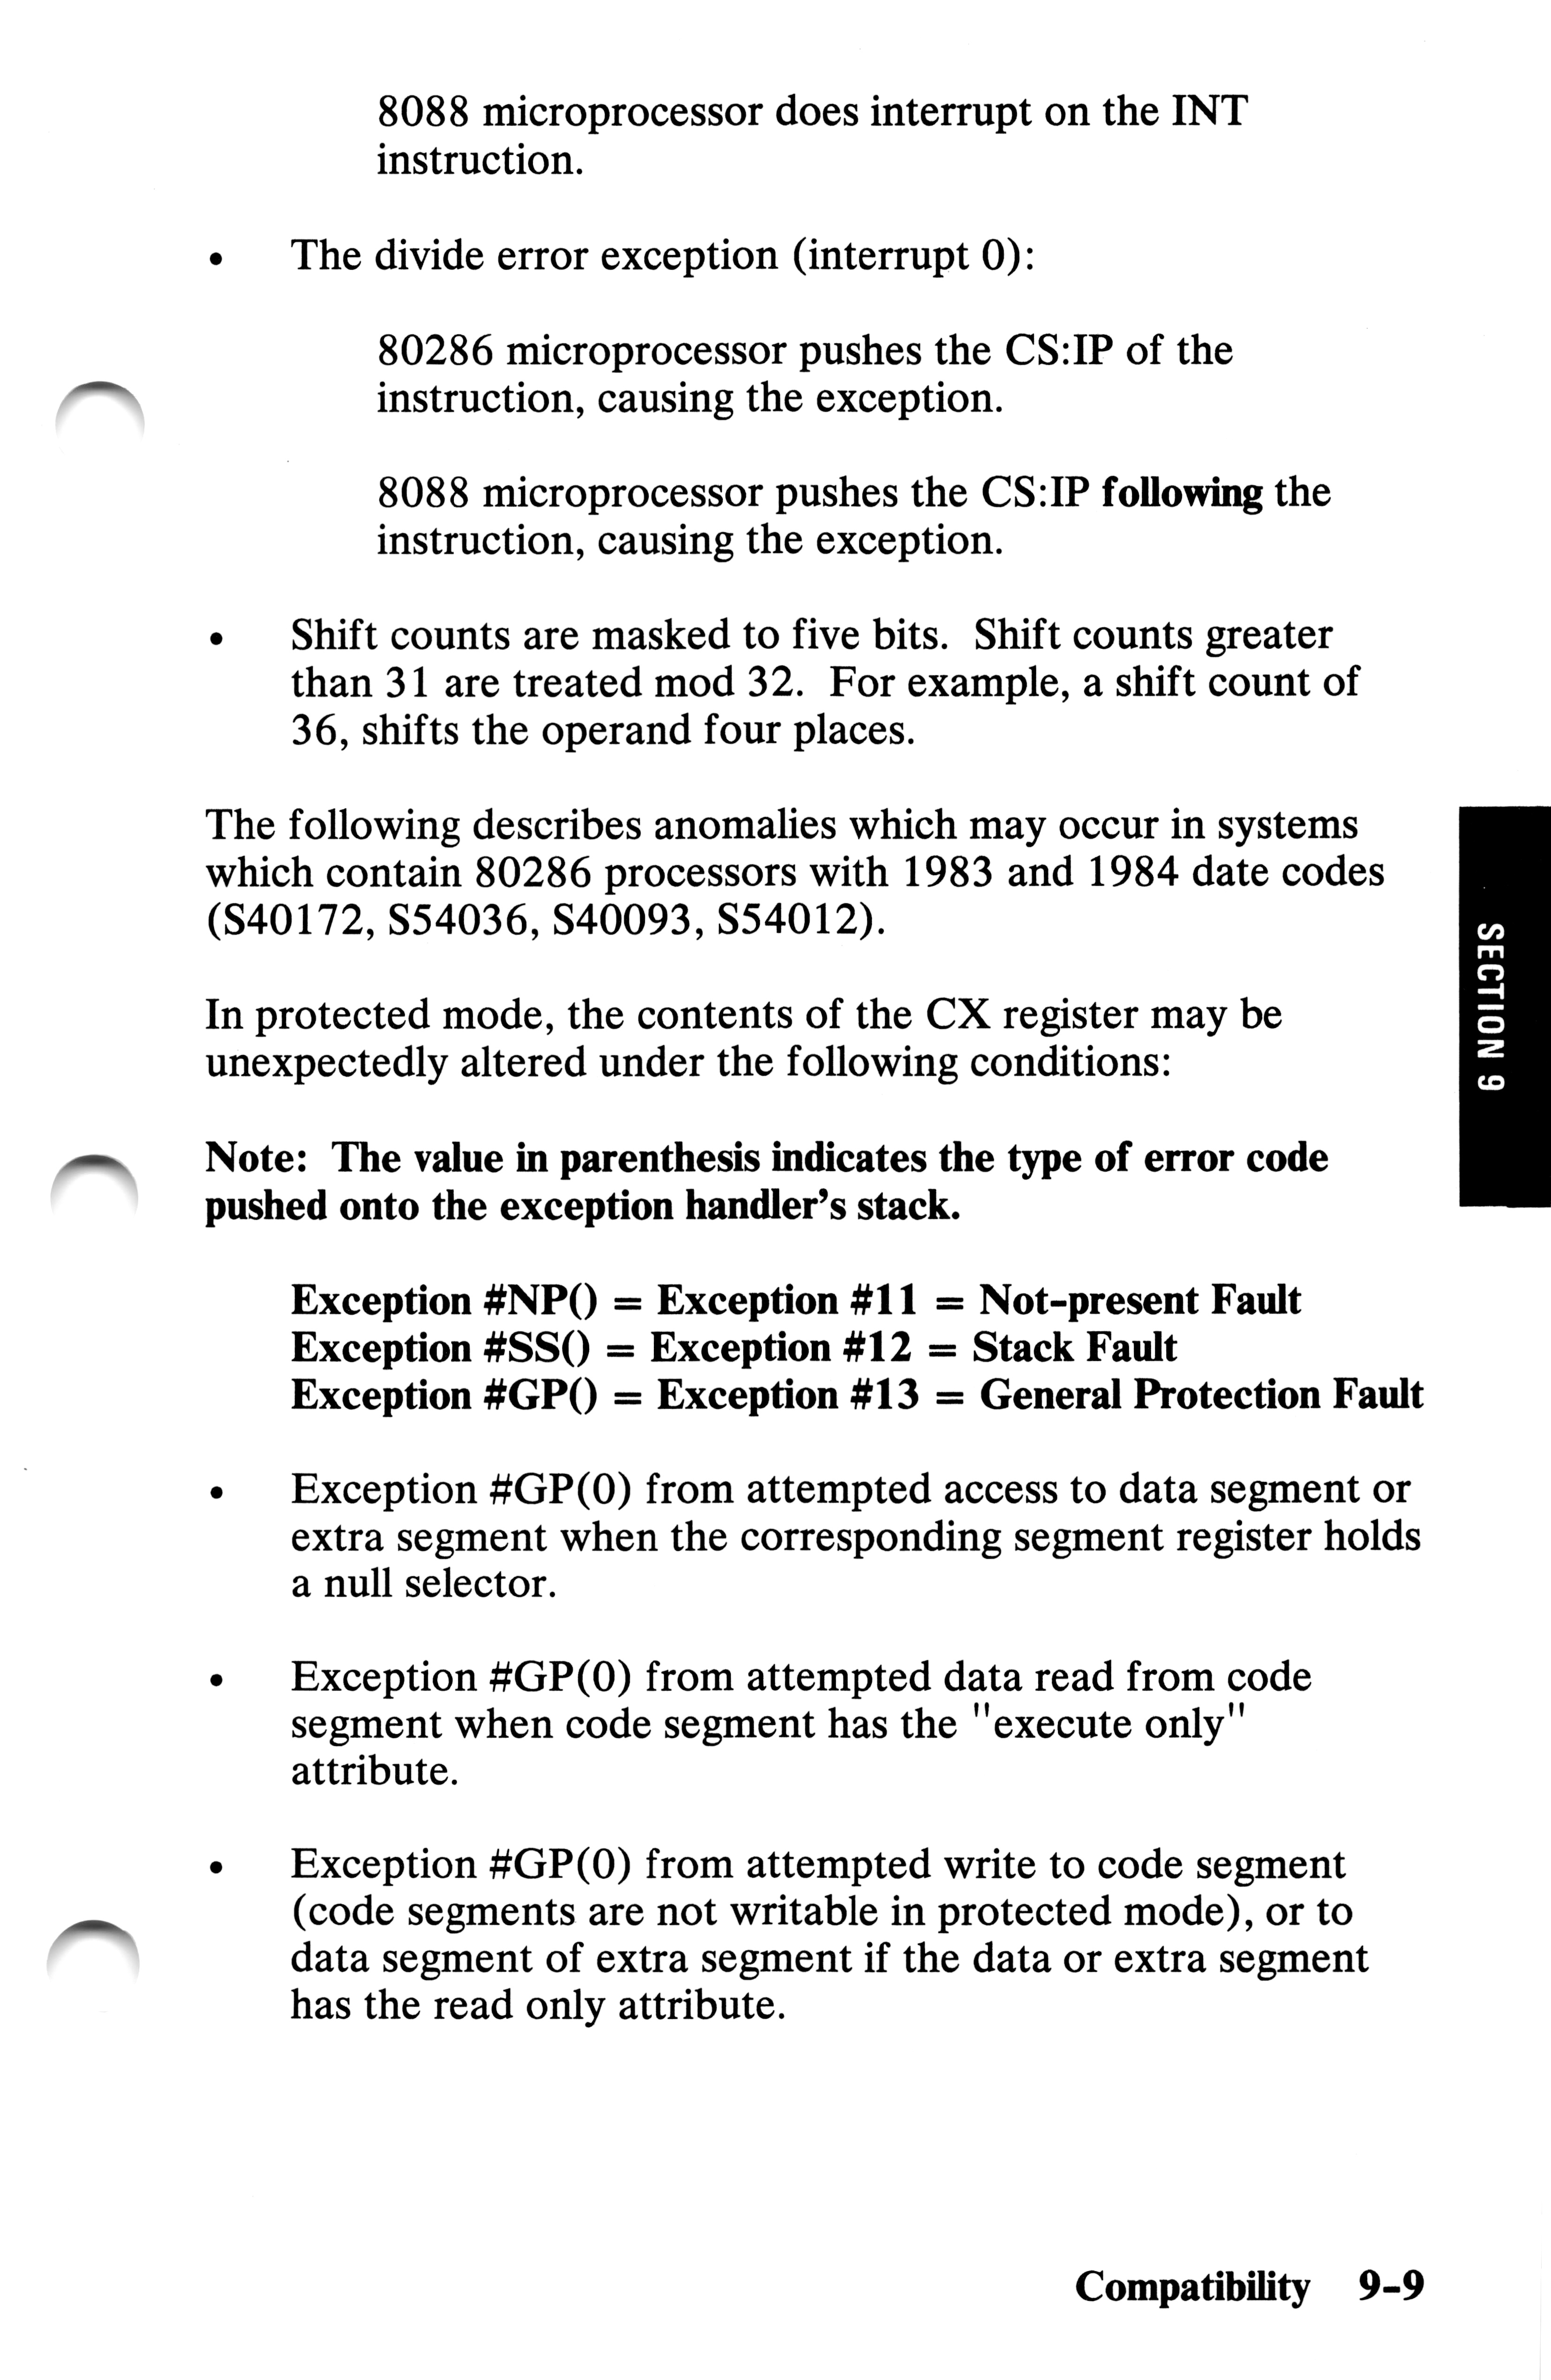 8088 microprocessor does interrupt on the INT
instruction.
• The divide error exception (interrupt 0):
80286 microprocessor pushes the CS:IP of the
instruction, causing the exception.
8088 microprocessor pushes the CS:IP following the
instruction, causing the exception.
• Shift counts are masked to five bits. Shift counts greater
than 31 are treated mod 32. For example, a shift count of
36, shifts the operand four places.
The following describes anomalies which may occur in systems
which contain 80286 processors with 1983 and 1984 date codes
(S40172, S54036, S40093, S54012).
In protected mode, the contents of the CX register may be
unexpectedly altered under the following conditions:
Note: The value in parenthesis indicates the type of error code
pushed onto the exception handler's stack.
Exception #NP() = Exception #11 = Not-present Fault
Exception #SS() = Exception #12 = Stack Fault
Exception #GP() = Exception #13 = General Protection Fault
• Exception #GP(0) from attempted access to data segment or
extra segment when the corresponding segment register holds
a null selector.
• Exception #GP(0) from attempted data read from code
segment when code segment has the "execute only"
attribute.
• Exception #GP(0) from attempted write to code segment
(code segments are not writable in protected mode), or to
data segment of extra segment if the data or extra segment
has the read only attribute.
SECTION 9
Compatibility 9-9